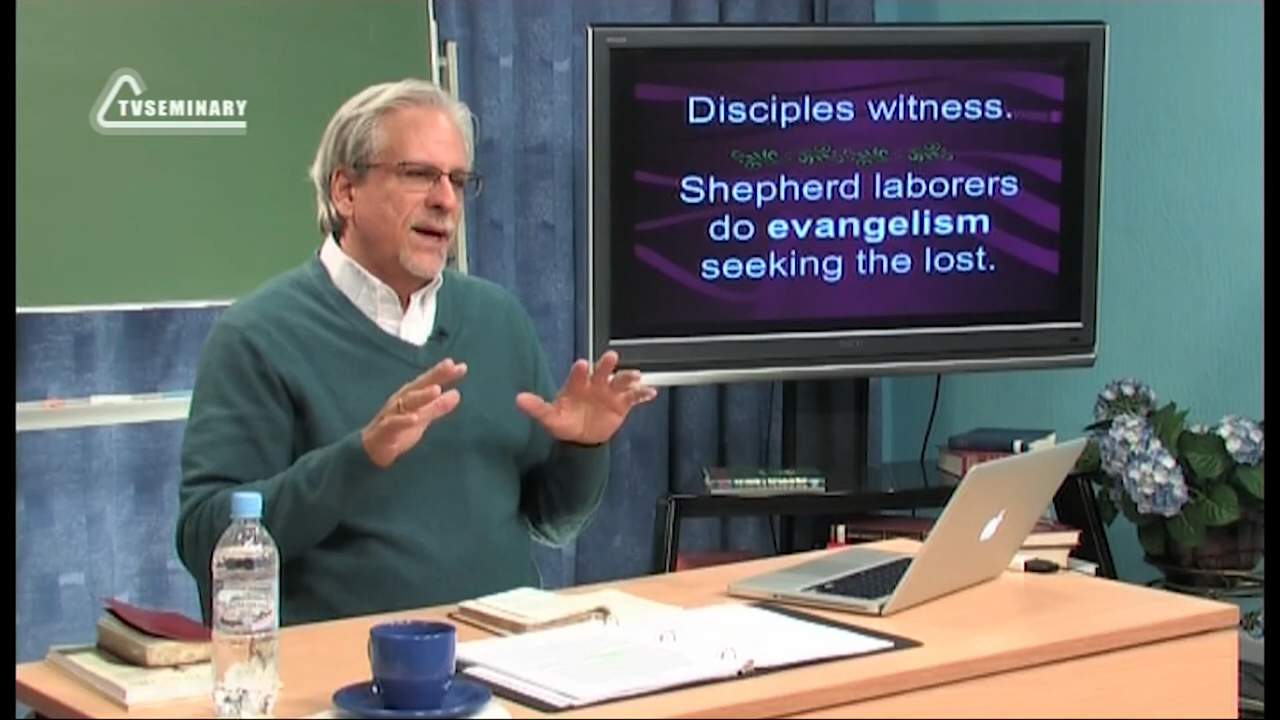 TVSEMINARY
Disciples witness.
Shepherd laborers
do evangelism
seeking the lost.